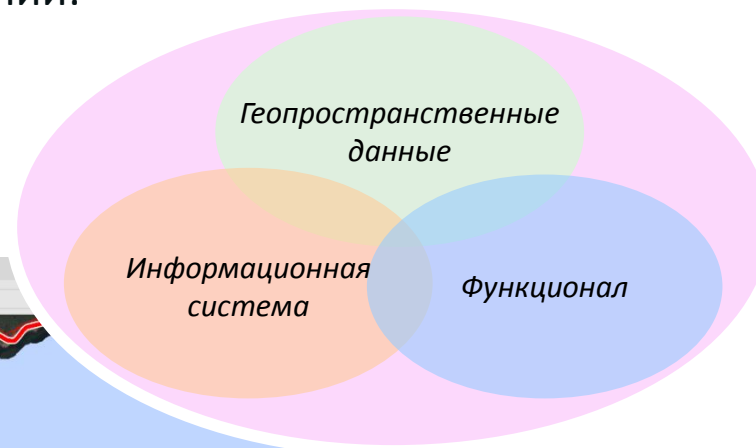 Геопространственные
данные
Информационная
система
Функционал